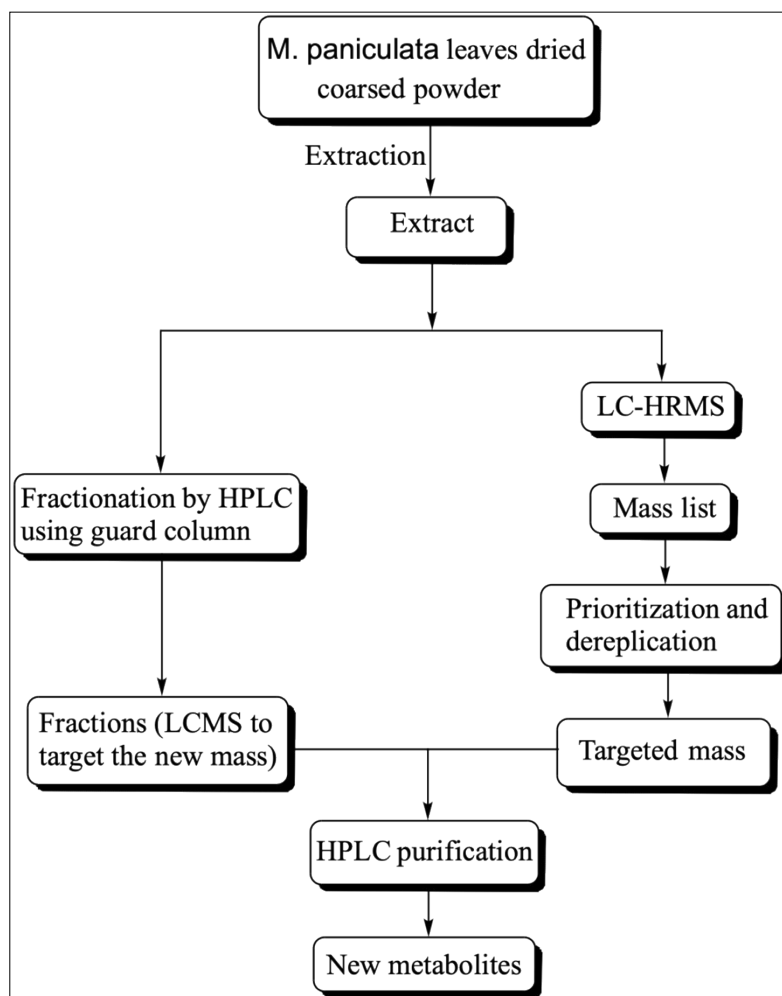 M. paniculata leaves dried
coarsed powder
Extraction
Extract
LC-HRMS
Fractionation by HPLC
using guard column
Mass list
Prioritization and
dereplication
Fractions (LCMS to
target the new mass)
Targeted mass
HPLC purification
New metabolites